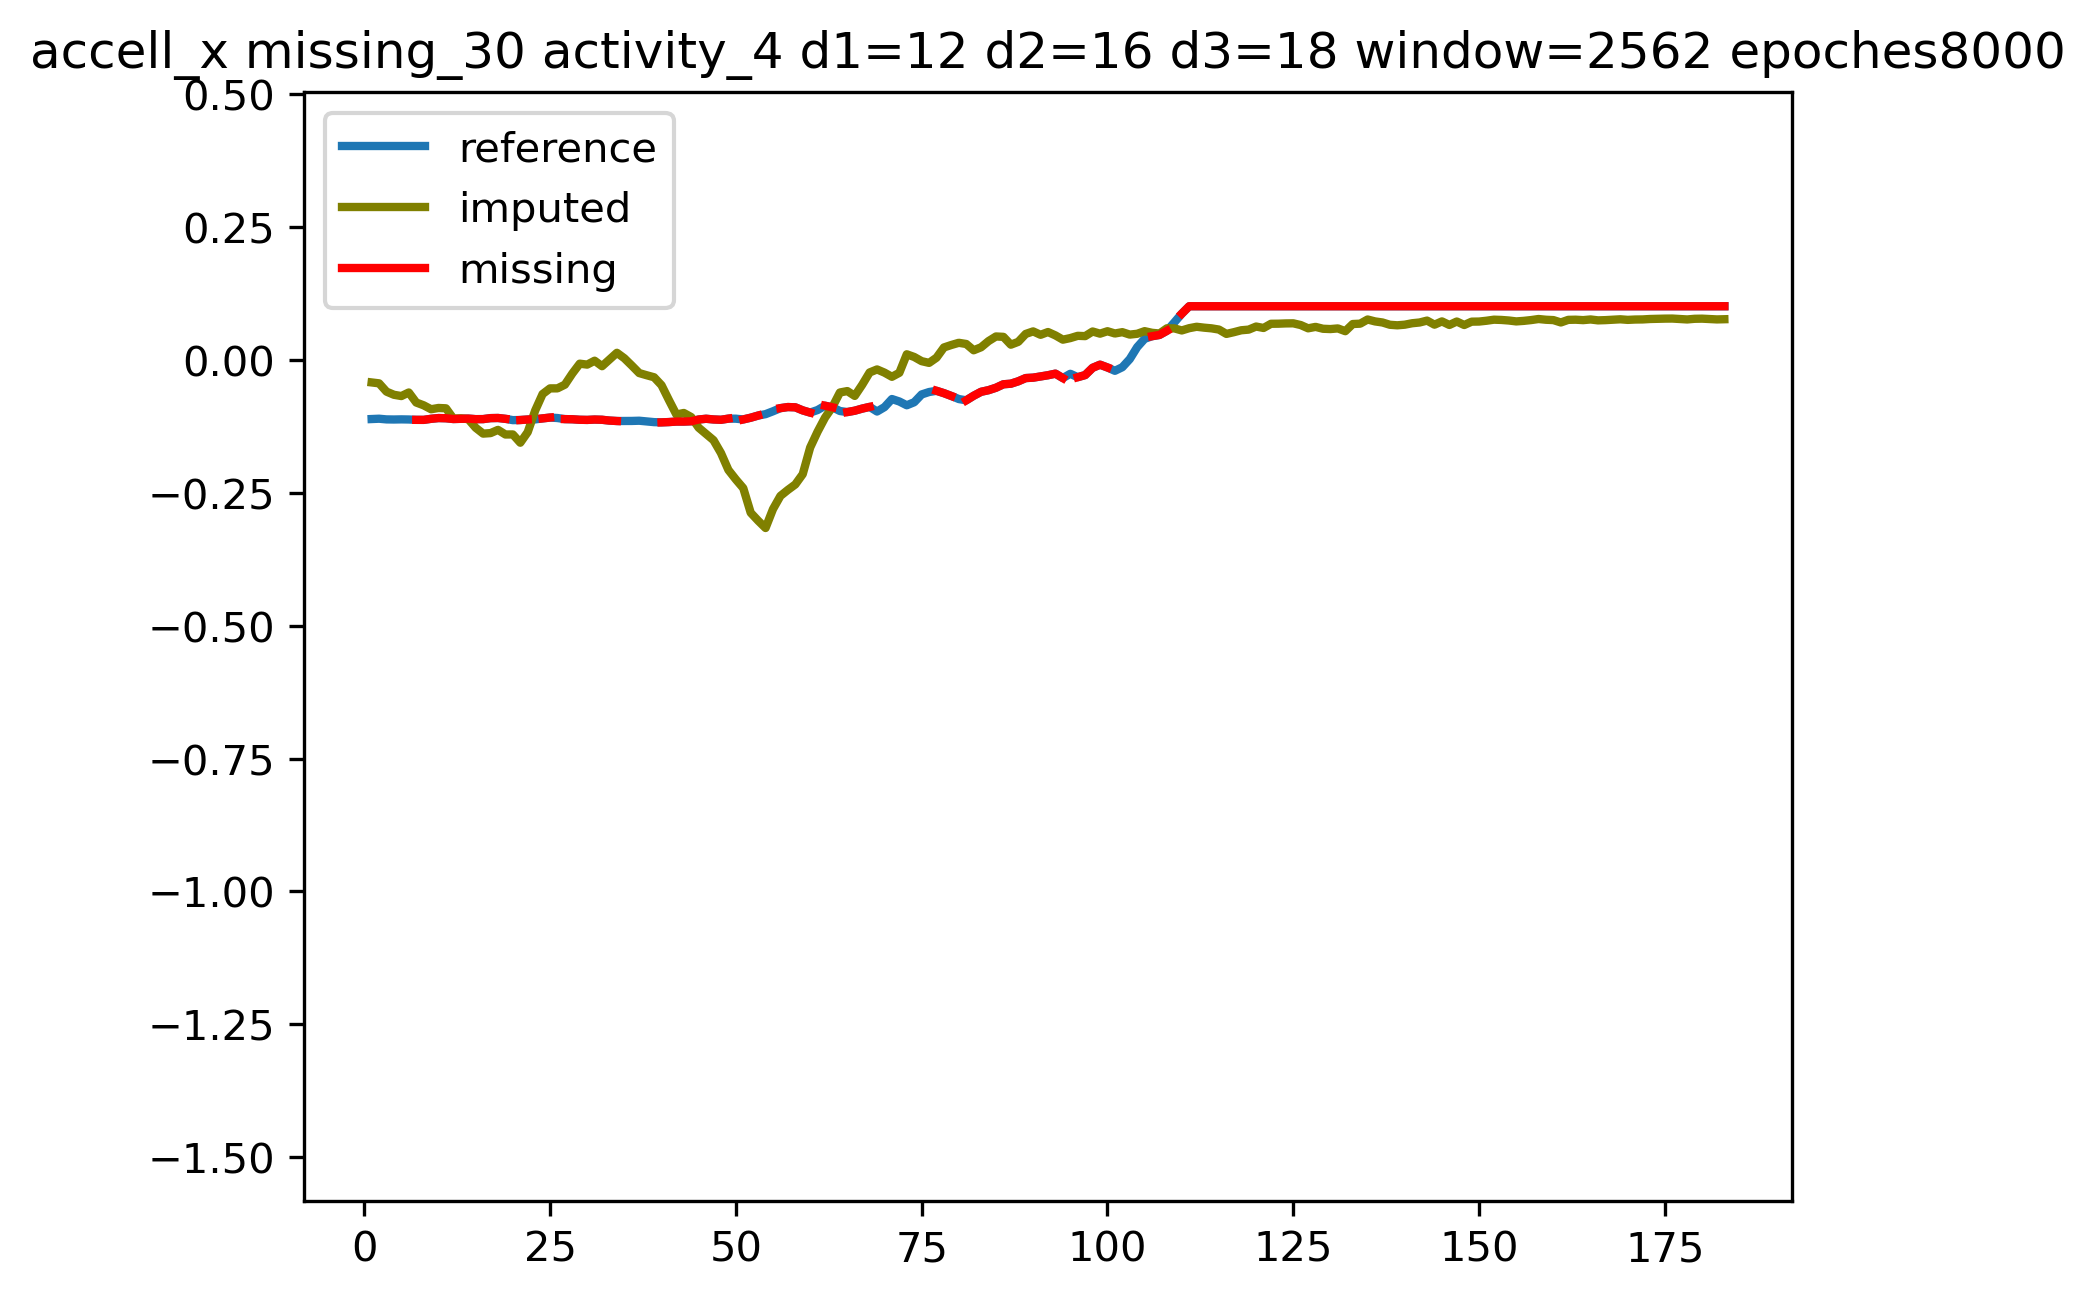 accell_x missing_30 activity_4 d1=12 d2=16 d3=18 window=2562 epoches8000
0.50
0.25
0.00
−0.25
−0.50
−0.75
−1.00
−1.25
−1.50
reference
imputed
missing
0 25 50 75 100 125 150 175